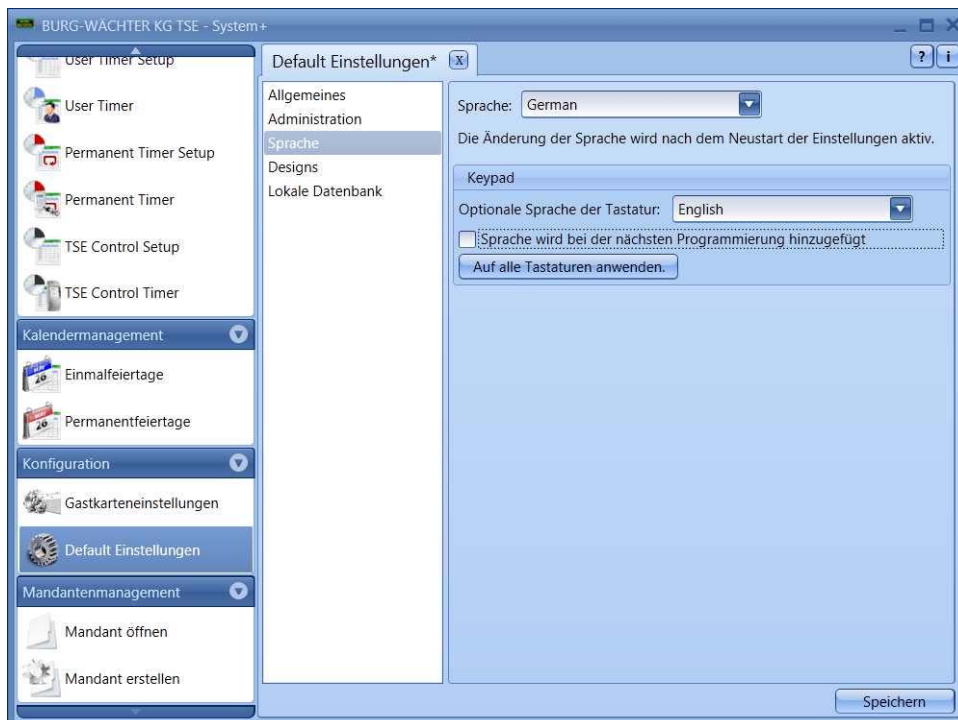 BURG-WÄCHTER KG TSE - System+
User Timer Setup
User Timer
Permanent Timer Setup
Permanent Timer
TSE Control Setup
TSE Control Timer
Kalendermanagement
Einmalfeiertage
Permanentfeiertage
Konfiguration
Gastkarteneinstellungen
Default Einstellungen
Mandantenmanagement
Mandant öffnen
Mandant erstellen
Default Einstellungen* x
? i
Allgemeines
Administration
Sprache
Designs
Lokale Datenbank
Sprache: German
Die Änderung der Sprache wird nach dem Neustart der Einstellungen aktiv.
Keypad
Optionale Sprache der Tastatur: English
Sprache wird bei der nächsten Programmierung hinzugefügt
Auf alle Tastaturen anwenden.
Speichern